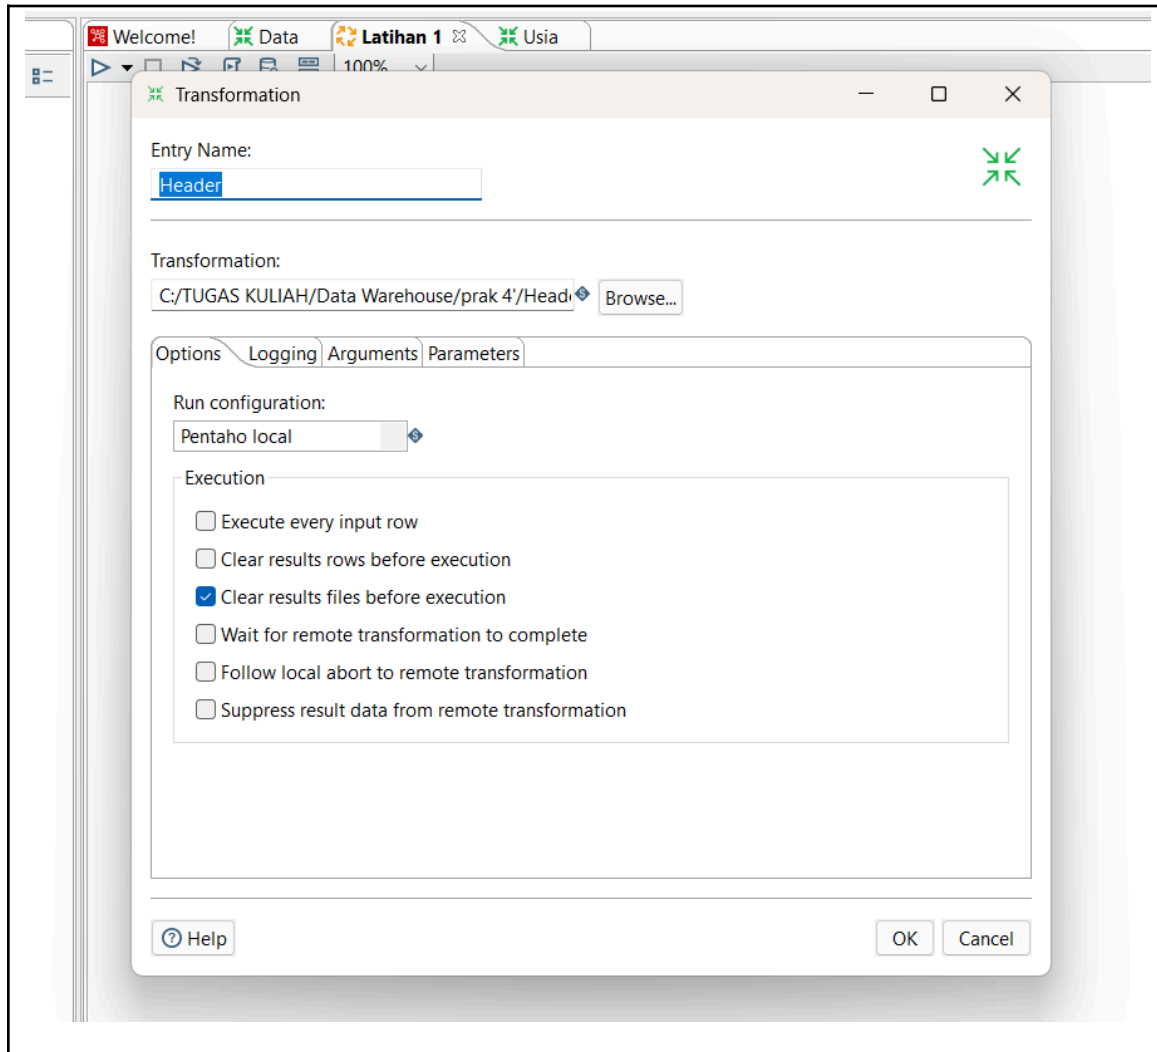 Welcome! Data Latihan 1 Usia
100%
Transformation
Entry Name:
Header
Transformation:
C:/TUGAS KULIAH/Data Warehouse/prak 4'/Head Browse...
Options Logging Arguments Parameters
Run configuration:
Pentaho local
Execution
Execute every input row
Clear results rows before execution
Clear results files before execution
Wait for remote transformation to complete
Follow local abort to remote transformation
Suppress result data from remote transformation
Help OK Cancel